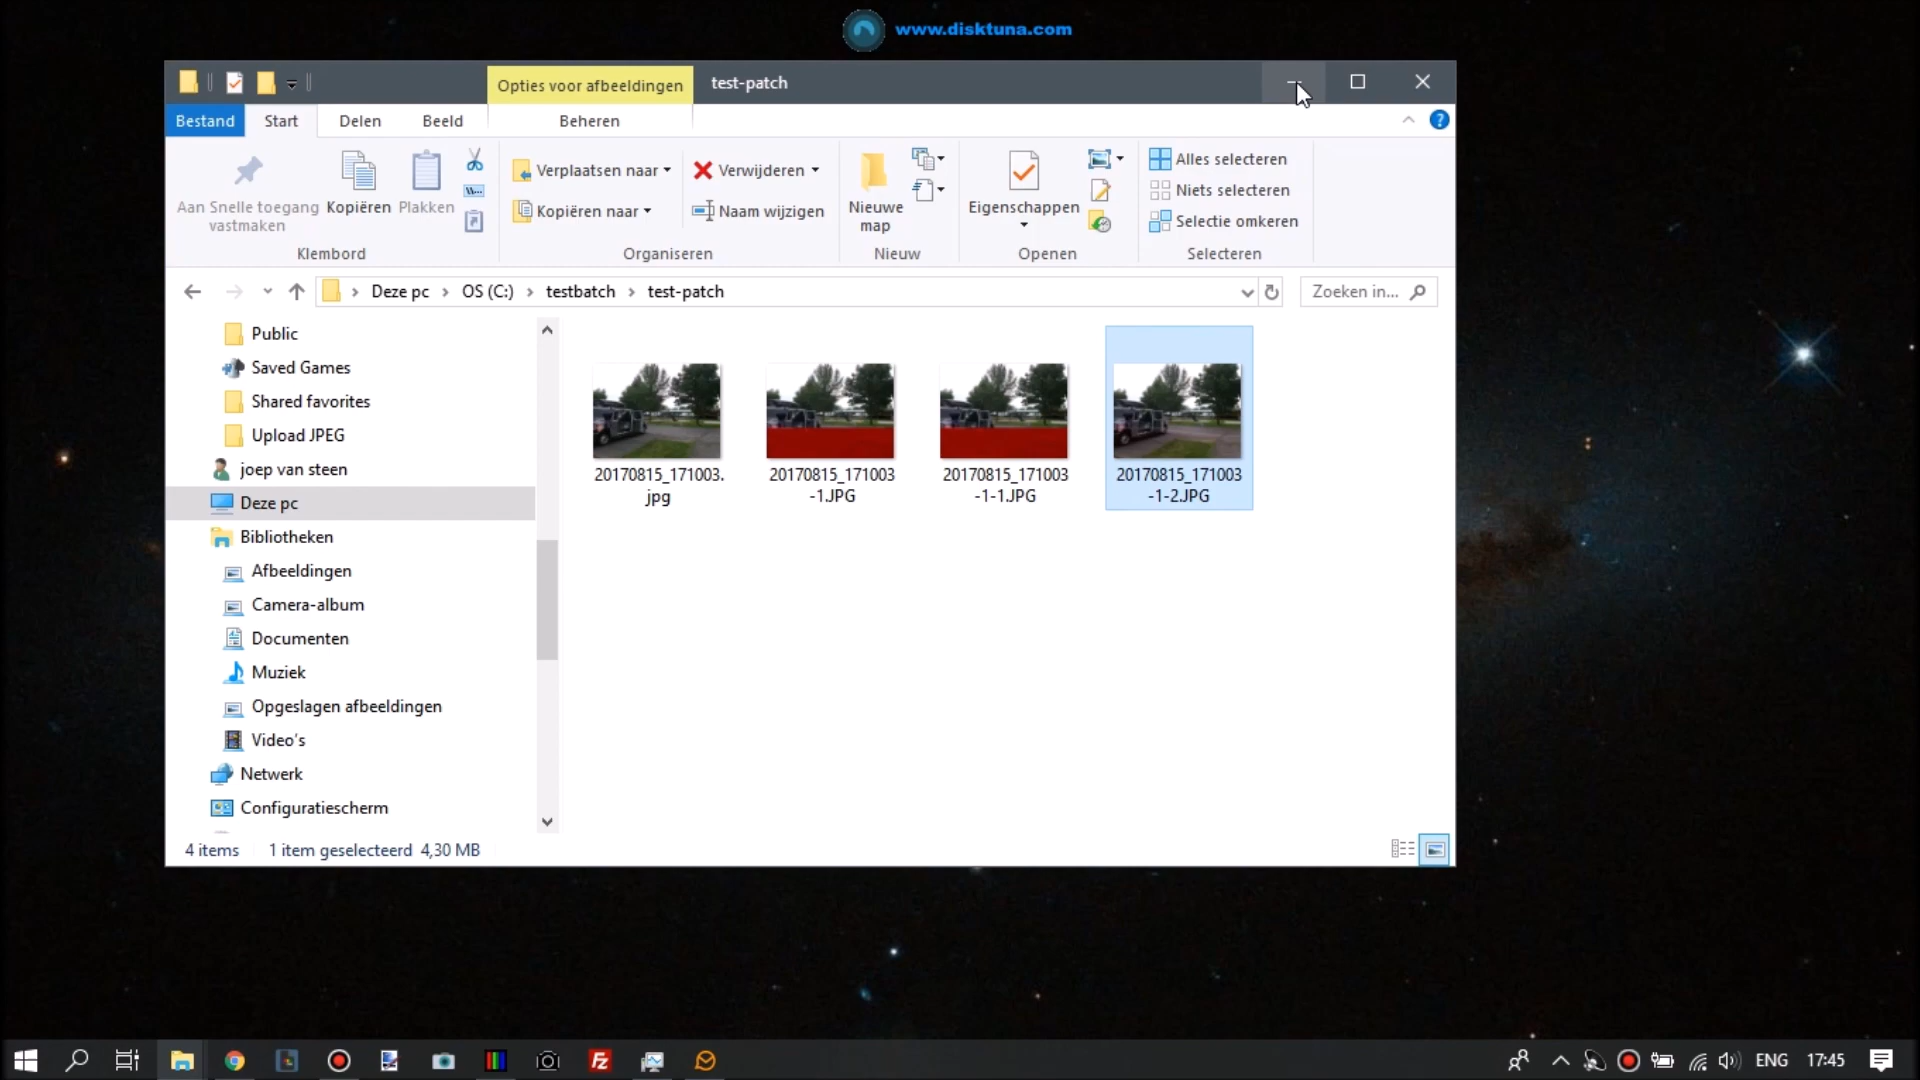 www.disktuna.com
Opties voor afbeeldingen
test-patch
Bestand
Start
Delen
Beeld
Beheren
Aan Snelle toegang
vastmaken
Kopiëren
Plakken
Klembord
Verplaatsen naar
Kopiëren naar
Verwijderen
Naam wijzigen
Organiseren
Nieuwe
map
Nieuw
Eigenschappen
Openen
Alles selecteren
Niets selecteren
Selectie omkeren
Selecteren
Deze pc > OS (C:) > testbatch > test-patch
Zoeken in...
Public
Saved Games
Shared favorites
Upload JPEG
joep van steen
Deze pc
Bibliotheken
Afbeeldingen
Camera-album
Documenten
Muziek
Opgeslagen afbeeldingen
Video's
Netwerk
Configuratiescherm
20170815_171003.
jpg
20170815_171003
-1.JPG
20170815_171003
-1-1.JPG
20170815_171003
-1-2.JPG
4 items
1 item geselecteerd 4,30 MB
ENG
17:45